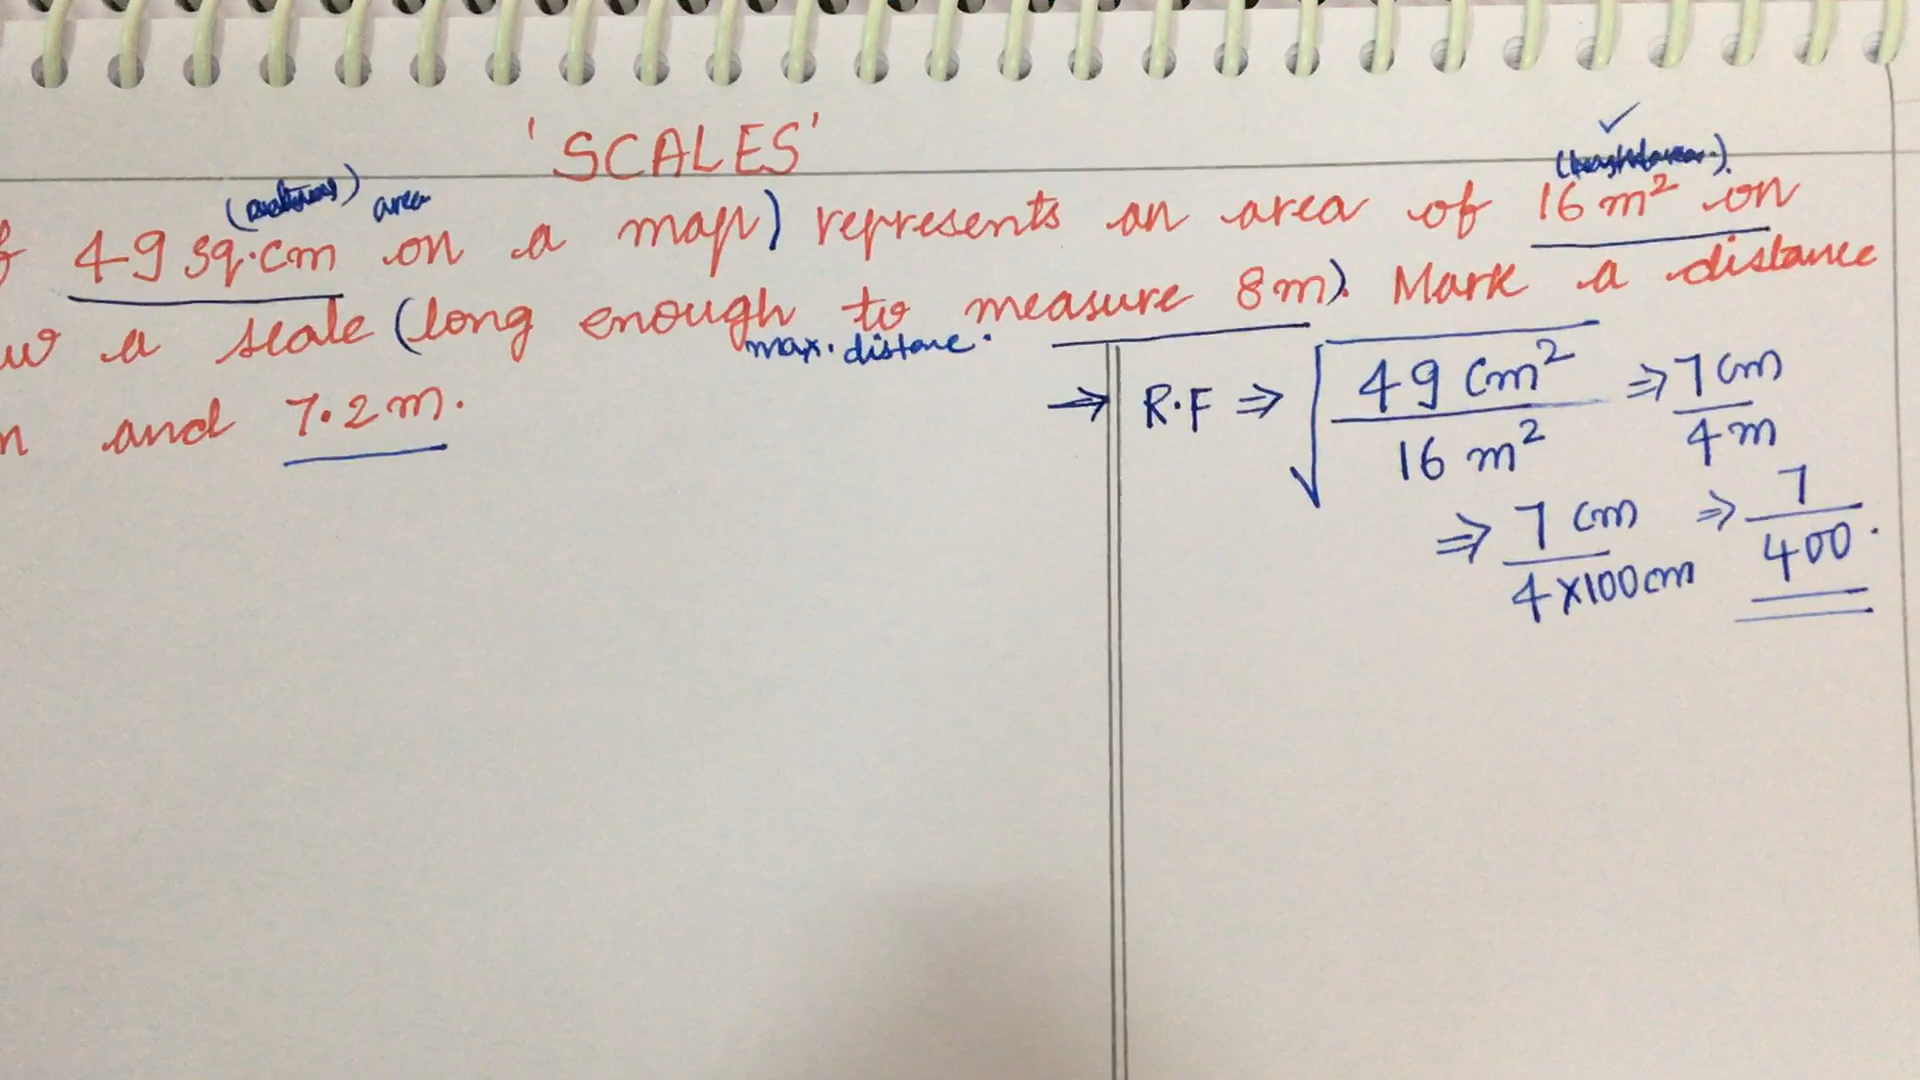 'SCALES'
area
49 sq.cm on a map) represents an area of 16 m² on
a scale (long enough to measure 8m). Mark a distance
max. distance.
and 7.2m.
→ R.F ⇒ √ 49 cm² / 16 m² ⇒ 7 cm / 4 m
⇒ 7 cm / 4 x 100 cm ⇒ 7 / 400.